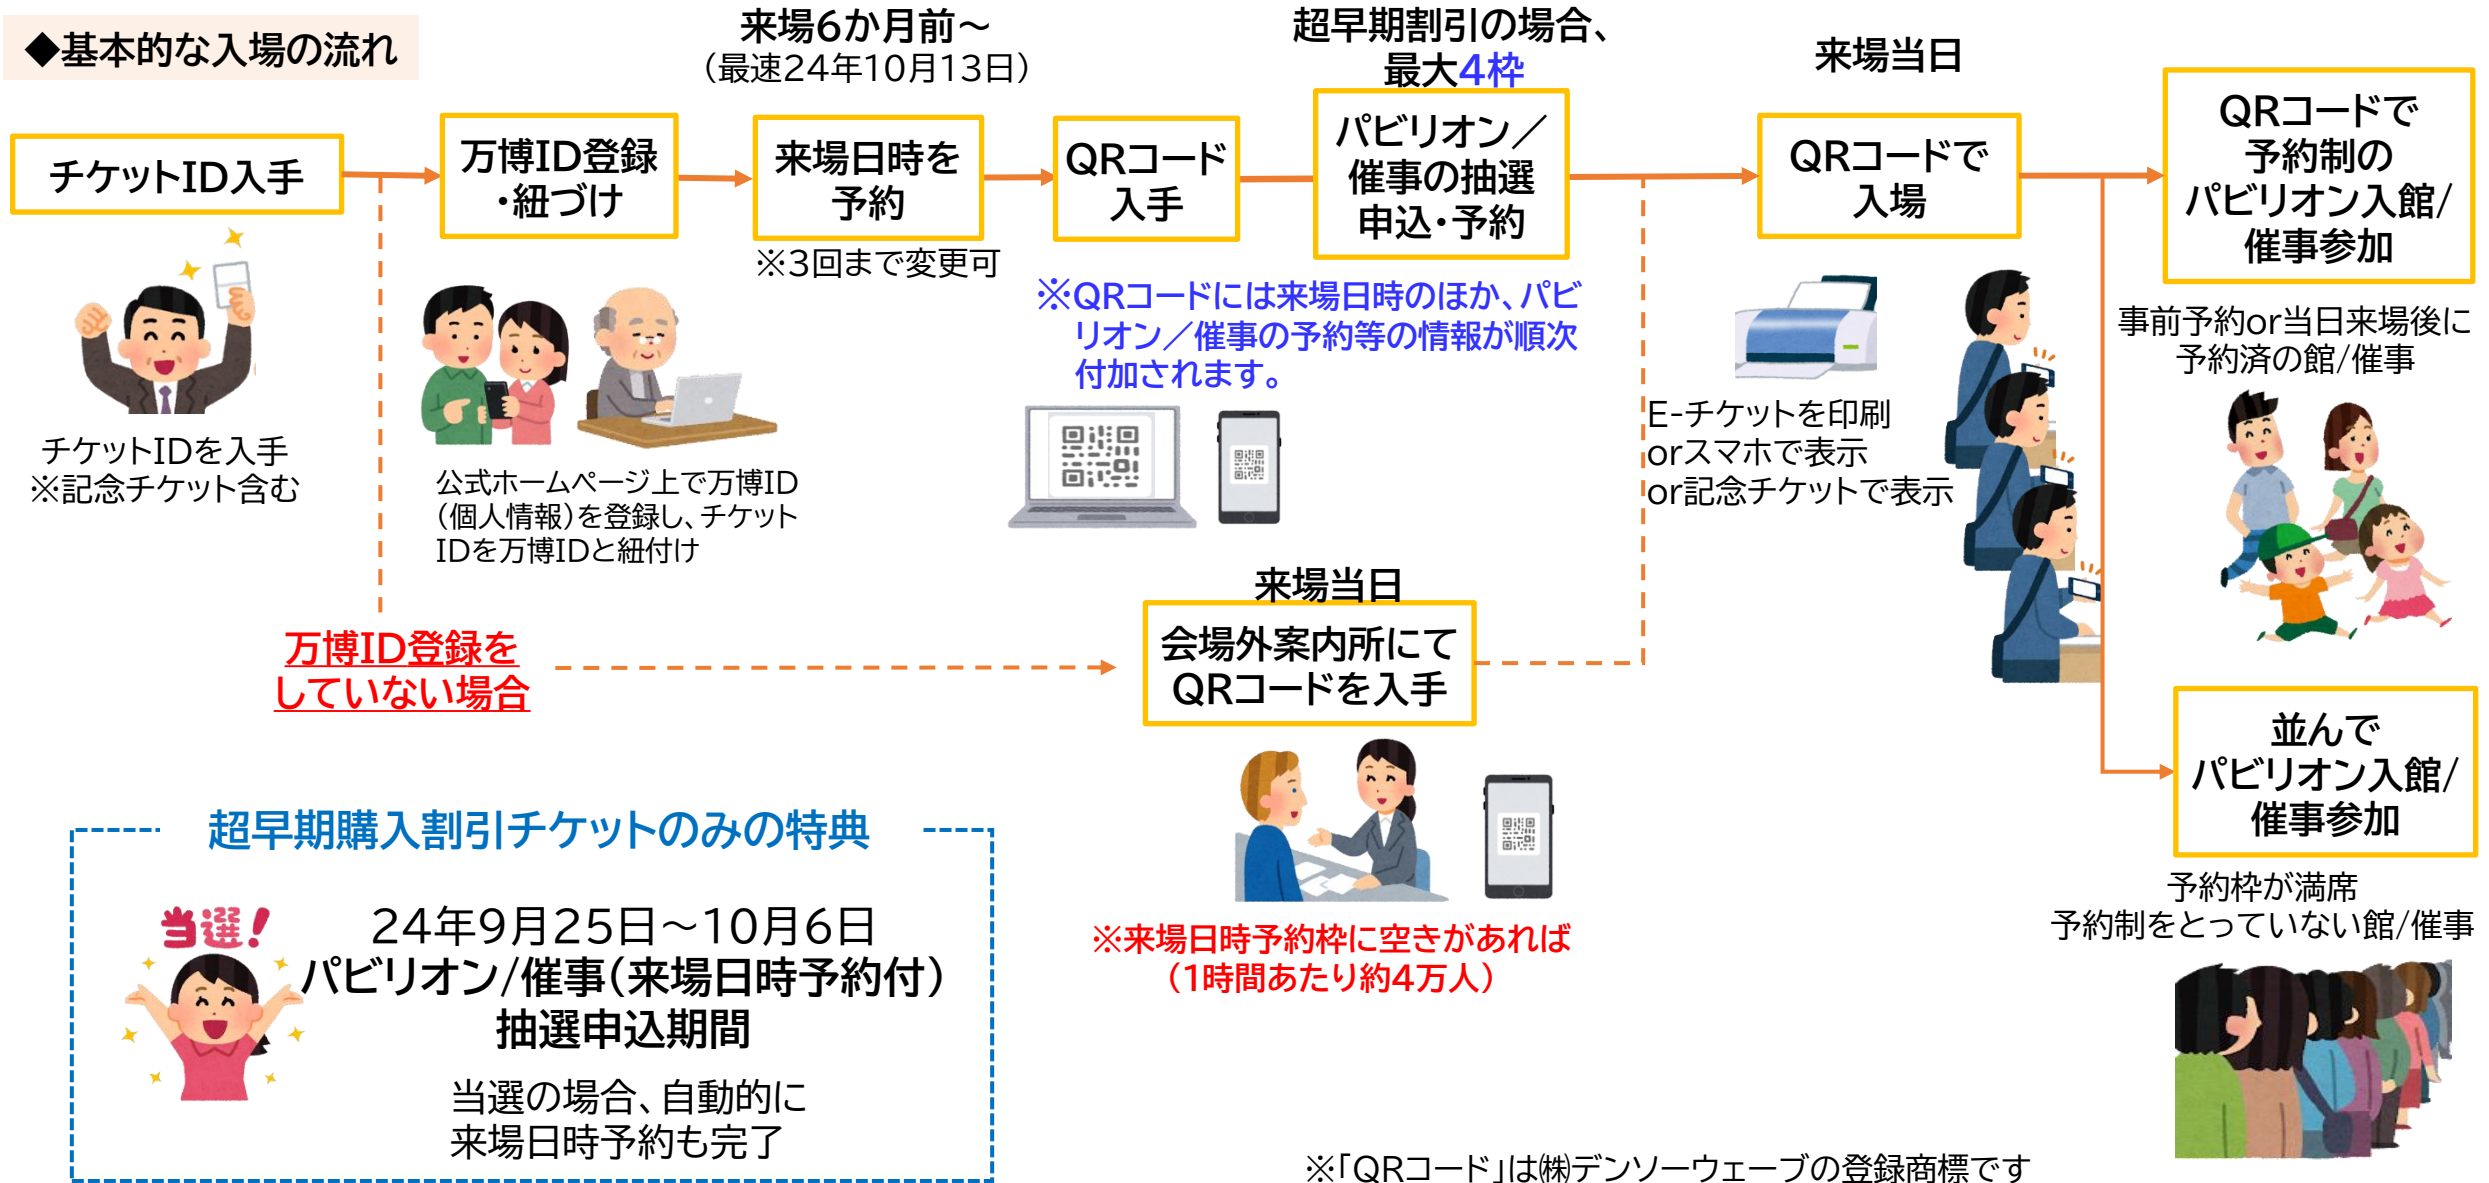 ◆基本的な入場の流れ
来場6か月前～
（最速24年10月13日）
超早期割引の場合、
最大4枠
来場当日
チケットID入手
万博ID登録
・紐づけ
来場日時を
予約
QRコード
入手
パビリオン／
催事の抽選
申込・予約
QRコードで
入場
QRコードで
予約制の
パビリオン入館/
催事参加
※3回まで変更可
※QRコードには来場日時のほか、パビ
リオン／催事の予約等の情報が順次
付加されます。
事前予約or当日来場後に
予約済の館/催事
チケットIDを入手
※記念チケット含む
公式ホームページ上で万博ID
（個人情報）を登録し、チケット
IDを万博IDと紐付け
E-チケットを印刷
orスマホで表示
or記念チケットで表示
万博ID登録を
していない場合
来場当日
会場外案内所にて
QRコードを入手
※来場日時予約枠に空きがあれば
（1時間あたり約4万人）
並んで
パビリオン入館/
催事参加
予約枠が満席
予約制をとっていない館/催事
超早期購入割引チケットのみの特典
当選！
24年9月25日～10月6日
パビリオン/催事（来場日時予約付）
抽選申込期間
当選の場合、自動的に
来場日時予約も完了
※「QRコード」は㈱デンソーウェーブの登録商標です